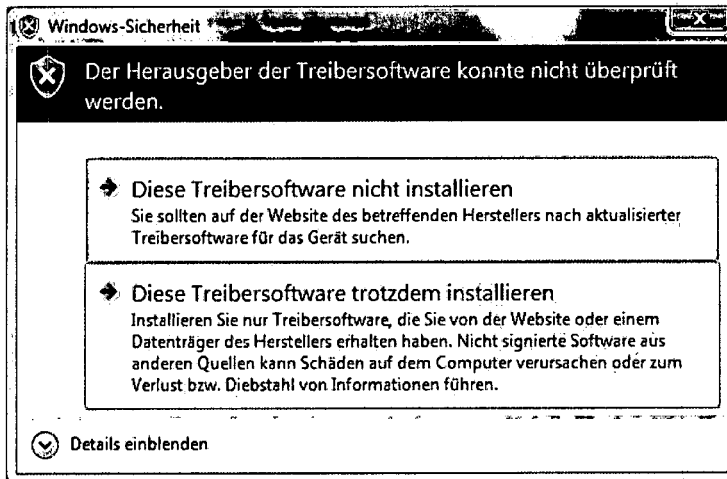 Windows-Sicherheit
Der Herausgeber der Treibersoftware konnte nicht überprüft
werden.
Diese Treibersoftware nicht installieren
Sie sollten auf der Website des betreffenden Herstellers nach aktualisierter
Treibersoftware für das Gerät suchen.
Diese Treibersoftware trotzdem installieren
Installieren Sie nur Treibersoftware, die Sie von der Website oder einem
Datenträger des Herstellers erhalten haben. Nicht signierte Software aus
anderen Quellen kann Schäden auf dem Computer verursachen oder zum
Verlust bzw. Diebstahl von Informationen führen.
Details einblenden